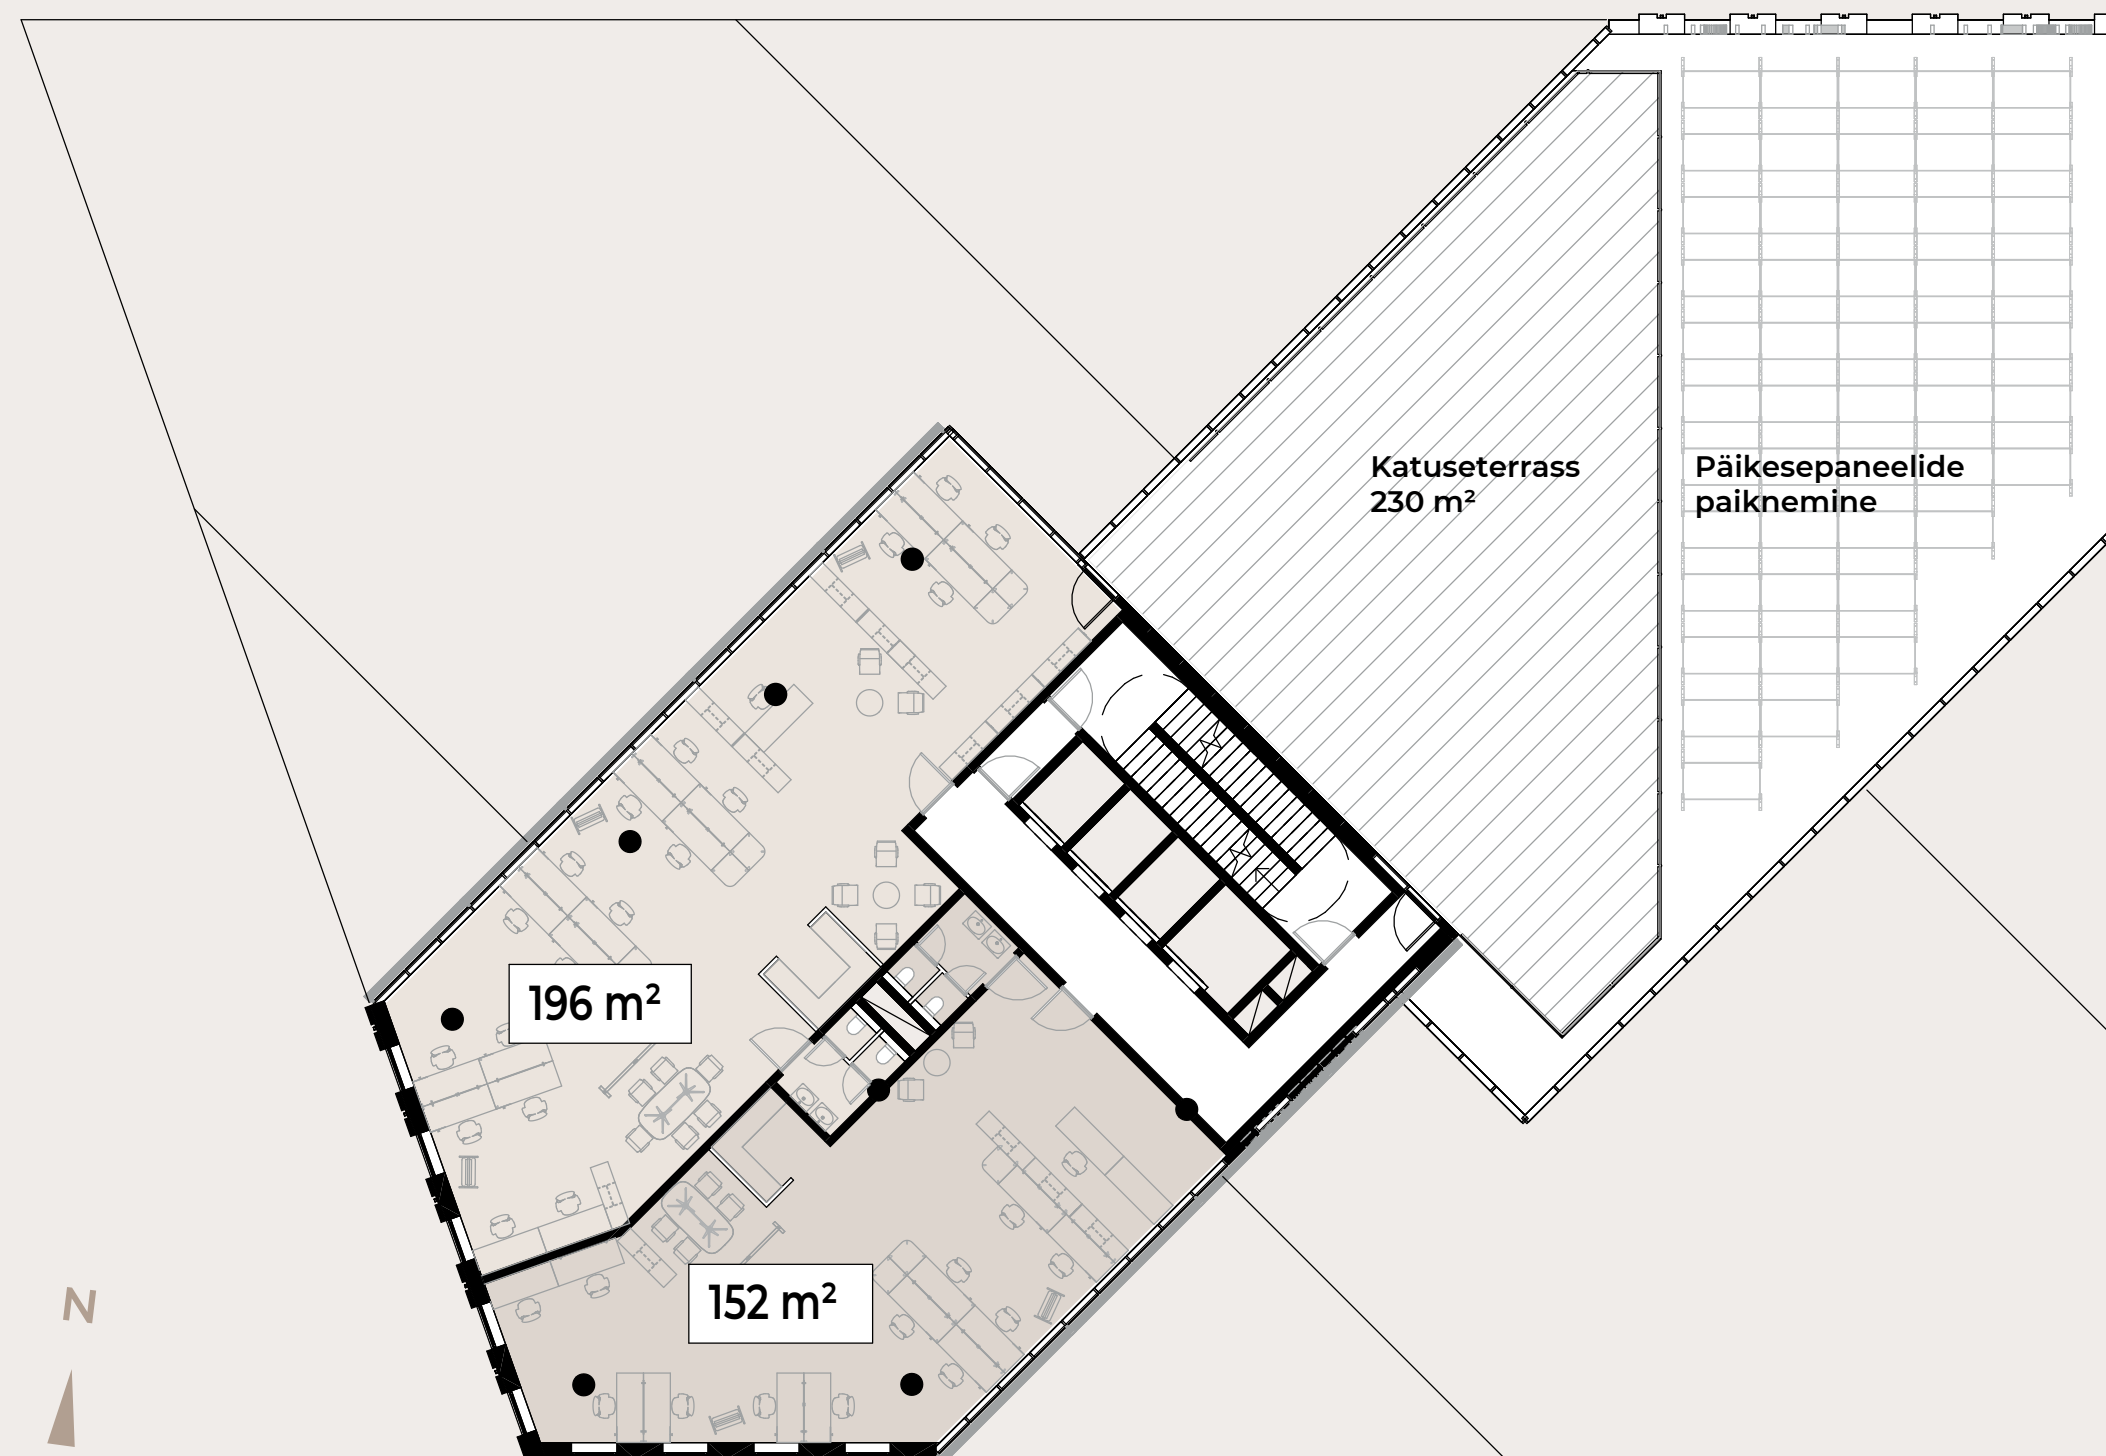 Katuseterrass
230 m²
Päikesepaneelide
paiknemine
196 m²
152 m²
N